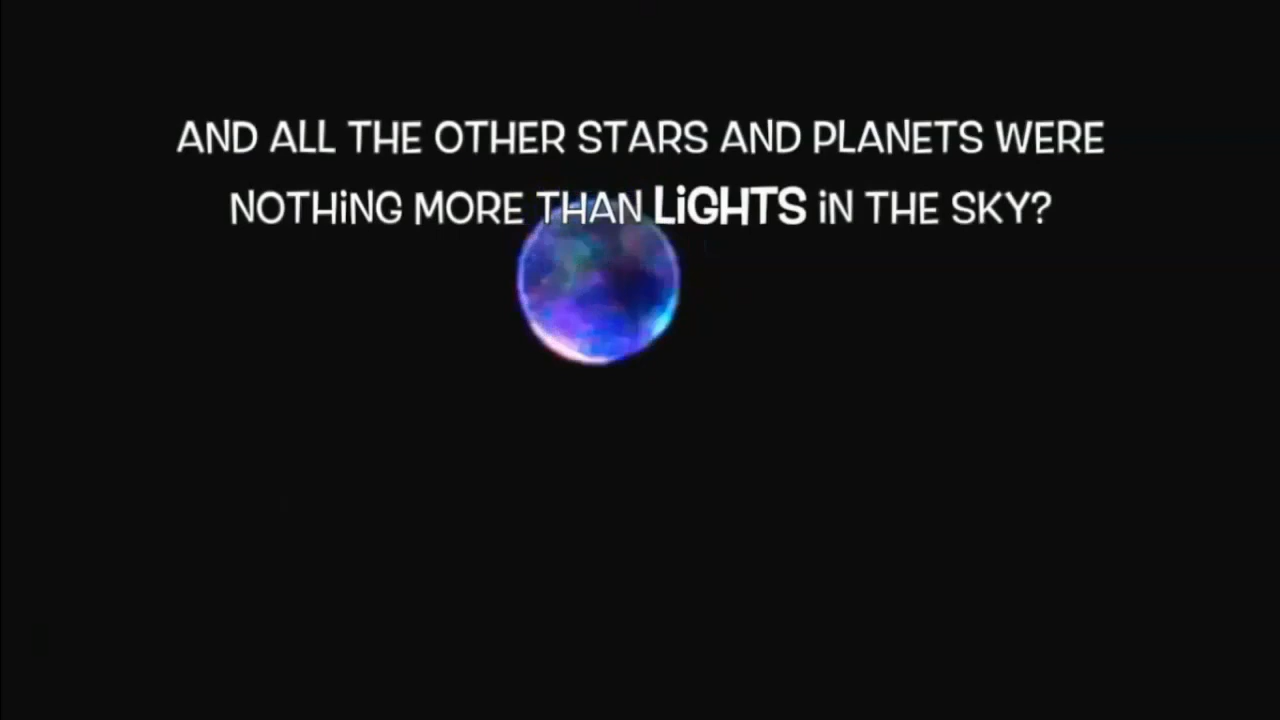 AND ALL THE OTHER STARS AND PLANETS WERE
NOTHiNG MORE THAN LiGHTS iN THE SKY?